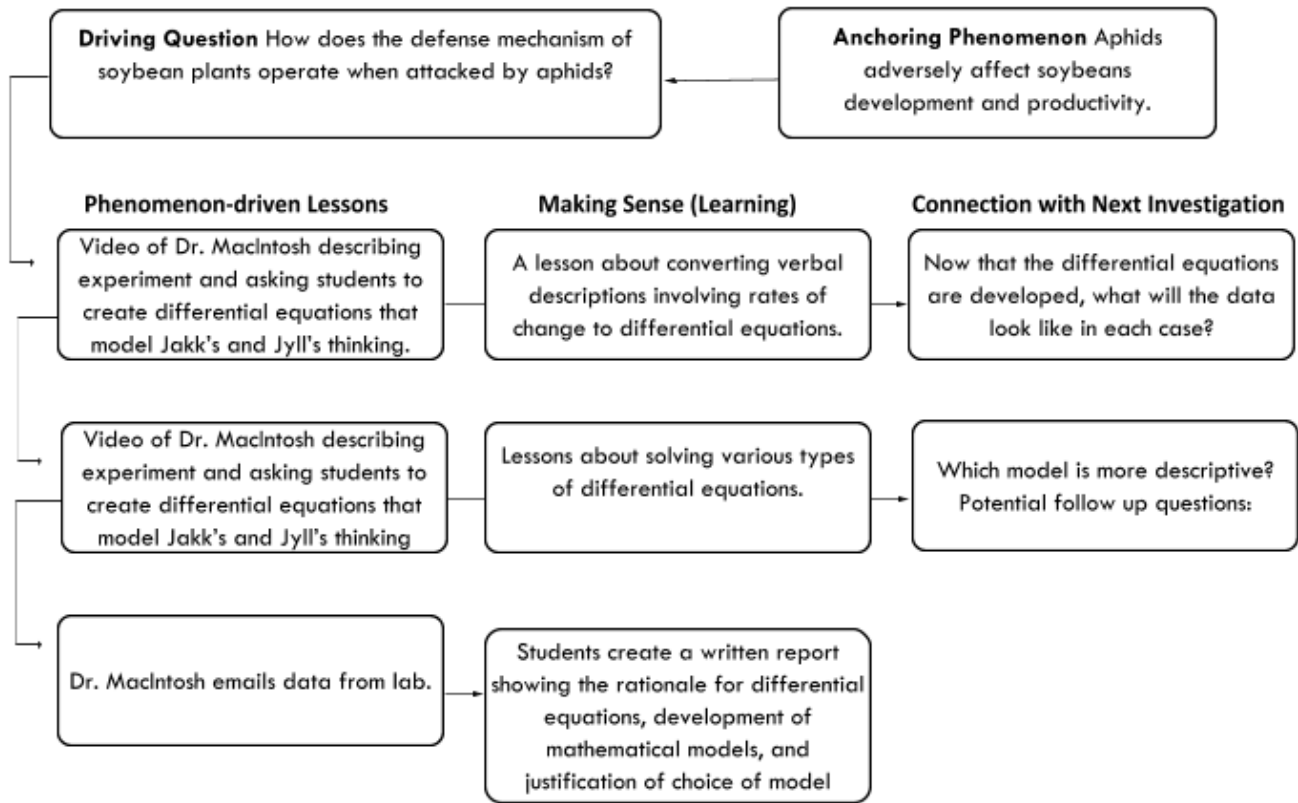 Driving Question How does the defense mechanism of
soybean plants operate when attacked by aphids?
Anchoring Phenomenon Aphids
adversely affect soybeans
development and productivity.
Phenomenon-driven Lessons
Making Sense (Learning)
Connection with Next Investigation
Video of Dr. MacIntosh describing
experiment and asking students to
create differential equations that
model Jakk's and Jyll's thinking.
A lesson about converting verbal
descriptions involving rates of
change to differential equations.
Now that the differential equations
are developed, what will the data
look like in each case?
Video of Dr. MacIntosh describing
experiment and asking students to
create differential equations that
model Jakk's and Jyll's thinking
Lessons about solving various types
of differential equations.
Which model is more descriptive?
Potential follow up questions:
Dr. MacIntosh emails data from lab.
Students create a written report
showing the rationale for differential
equations, development of
mathematical models, and
justification of choice of model